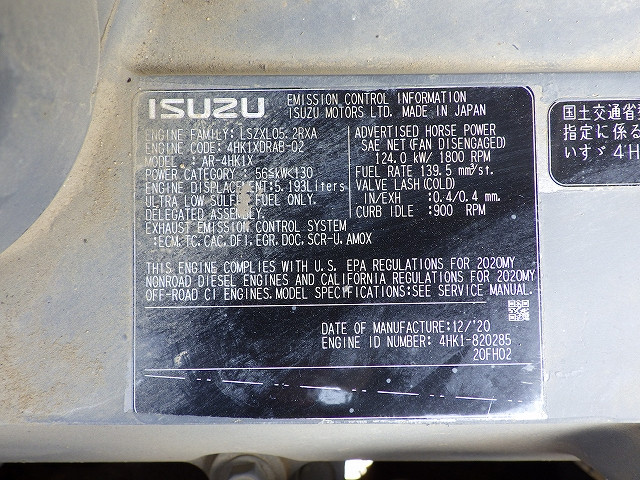 ISUZU EMISSION CONTROL INFORMATION
ISUZU MOTORS LTD. MADE IN JAPAN
ENGINE FAMILY: LSZXL05.2RXA
ENGINE CODE: 4HK1XDRAB-02
MODEL : AR-4HK1X
POWER CATEGORY : 56≤kW<130
ENGINE DISPLACEMENT:5.193Liters
ULTRA LOW SULFUR FUEL ONLY.
DELEGATED ASSEMBLY
EXHAUST EMISSION CONTROL SYSTEM
:ECM,TC,CAC,DFI,EGR,DOC,SCR-U,AMOX
ADVERTISED HORSE POWER
SAE NET(FAN DISENGAGED)
124.0 kW/ 1800 RPM
FUEL RATE 139.5 mm³/st.
VALVE LASH(COLD)
IN/EXH :0.4/0.4 mm.
CURB IDLE :900 RPM
THIS ENGINE COMPLIES WITH U.S. EPA REGULATIONS FOR 2020MY
NONROAD DIESEL ENGINES AND CALIFORNIA REGULATIONS FOR 2020MY
OFF-ROAD CI ENGINES.MODEL SPECIFICATIONS:SEE SERVICE MANUAL.
DATE OF MANUFACTURE:12/'20
ENGINE ID NUMBER: 4HK1-820285
20FH02
国土交通省
指定に係る
いすゞ4H